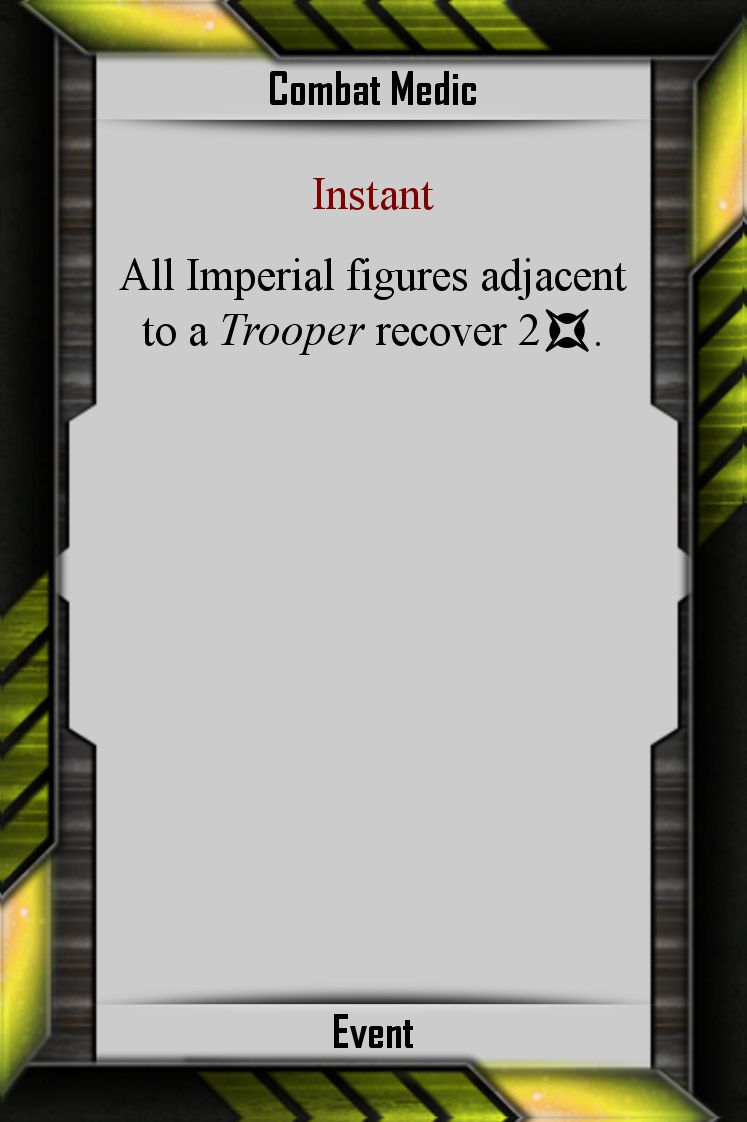 Combat Medic
Instant
All Imperial figures adjacent
to a Trooper recover 2.
Event